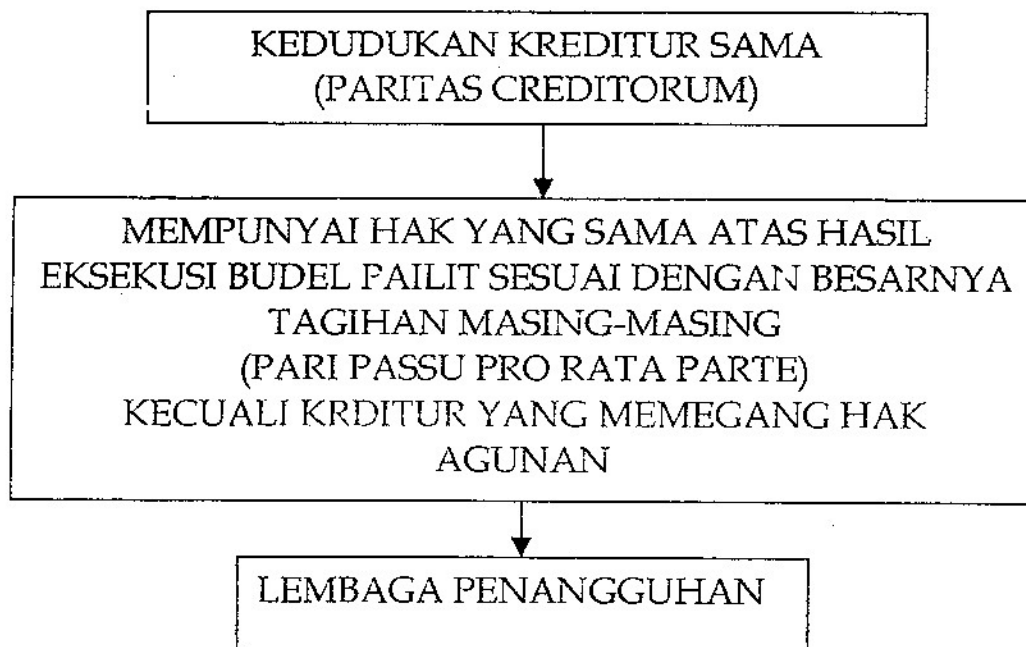 KEDUDUKAN KREDITUR SAMA
(PARITAS CREDITORUM)
MEMPUNYAI HAK YANG SAMA ATAS HASIL
EKSEKUSI BUDEL PAILIT SESUAI DENGAN BESARNYA
TAGIHAN MASING-MASING
(PARI PASSU PRO RATA PARTE)
KECUALI KRDITUR YANG MEMEGANG HAK
AGUNAN
LEMBAGA PENANGGUHAN